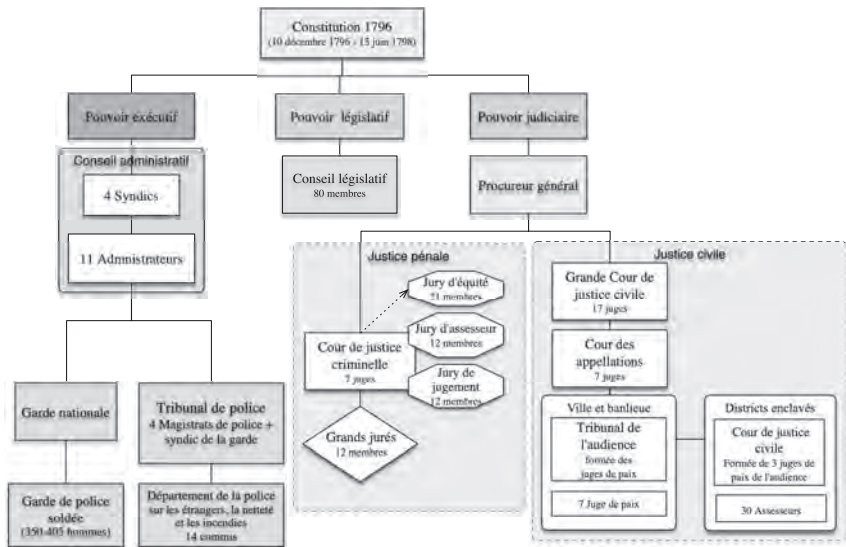 Constitution 1796
(10 décembre 1796 - 15 juin 1798)
Pouvoir exécutif
Pouvoir législatif
Pouvoir judiciaire
Conseil administratif
4 Syndics
11 Administrateurs
Conseil législatif
80 membres
Procureur général
Garde nationale
Tribunal de police
4 Magistrats de police +
syndic de la garde
Garde de police
soldée
(350-405 hommes)
Département de la police
sur les étrangers, la netteté
et les incendies
14 commis
Justice pénale
Jury d'équité
21 membres
Jury d'assesseur
12 membres
Cour de justice
criminelle
7 juges
Jury de
jugement
12 membres
Grands jurés
12 membres
Justice civile
Grande Cour de
justice civile
17 juges
Cour des
appellations
7 juges
Ville et banlieue
Tribunal de
l'audience
formée des
juges de paix
7 Juge de paix
Districts enclavés
Cour de justice
civile
Formée de 3 juges de
paix de l'audience
30 Assesseurs